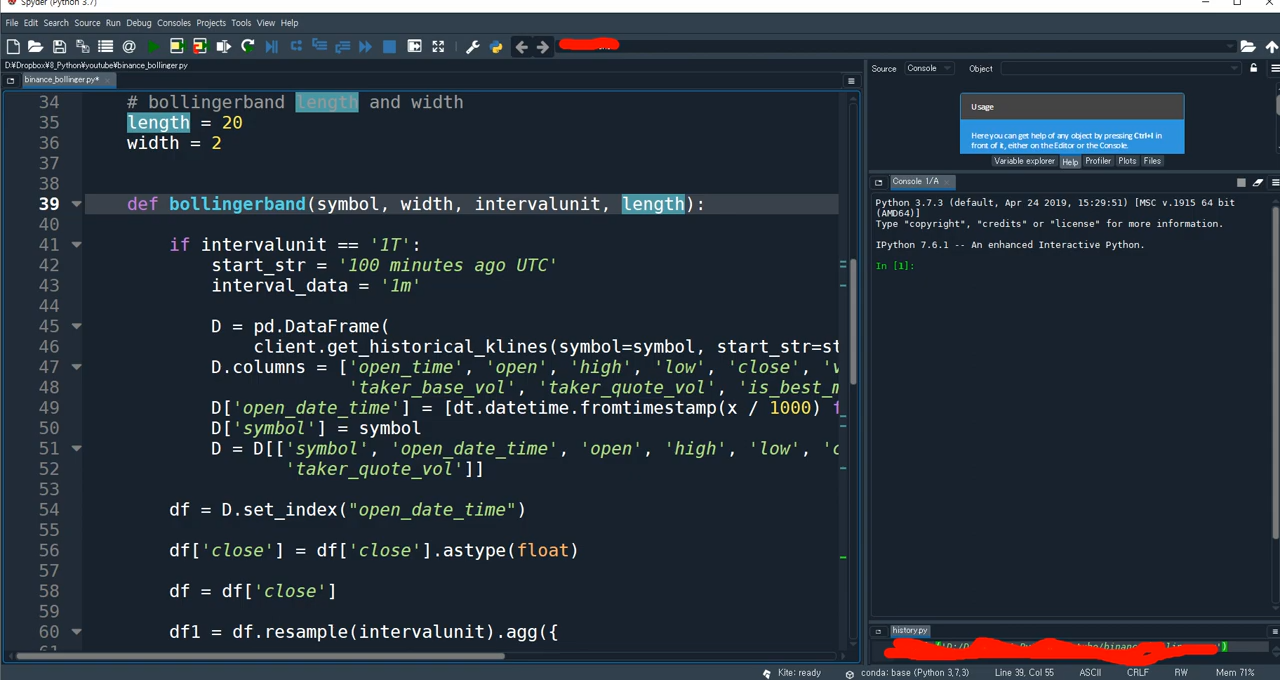 Spyder (Python 3.7)
File Edit Search Source Run Debug Consoles Projects Tools View Help
D:¥Dropbox¥8_Python¥youtube¥binance_bollinger.py
binance_bollinger.py*
34 # bollingerband length and width
35 length = 20
36 width = 2
37
38
39 def bollingerband(symbol, width, intervalunit, length):
40
41 if intervalunit == '1T':
42 start_str = '100 minutes ago UTC'
43 interval_data = '1m'
44
45 D = pd.DataFrame(
46 client.get_historical_klines(symbol=symbol, start_str=st
47 D.columns = ['open_time', 'open', 'high', 'low', 'close', 'v
48 'taker_base_vol', 'taker_quote_vol', 'is_best_m
49 D['open_date_time'] = [dt.datetime.fromtimestamp(x / 1000) f
50 D['symbol'] = symbol
51 D = D[['symbol', 'open_date_time', 'open', 'high', 'low', 'c
52 'taker_quote_vol']]
53
54 df = D.set_index("open_date_time")
55
56 df['close'] = df['close'].astype(float)
57
58 df = df['close']
59
60 df1 = df.resample(intervalunit).agg({
61
Source Console Object
Usage
Here you can get help of any object by pressing Ctrl+I in
front of it, either on the Editor or the Console.
Variable explorer Help Profiler Plots Files
Console 1/A
Python 3.7.3 (default, Apr 24 2019, 15:29:51) [MSC v.1915 64 bit
(AMD64)]
Type "copyright", "credits" or "license" for more information.
IPython 7.6.1 -- An enhanced Interactive Python.
In [1]:
history.py
Kite: ready conda: base (Python 3.7.3) Line 39, Col 55 ASCII CRLF RW Mem 71%